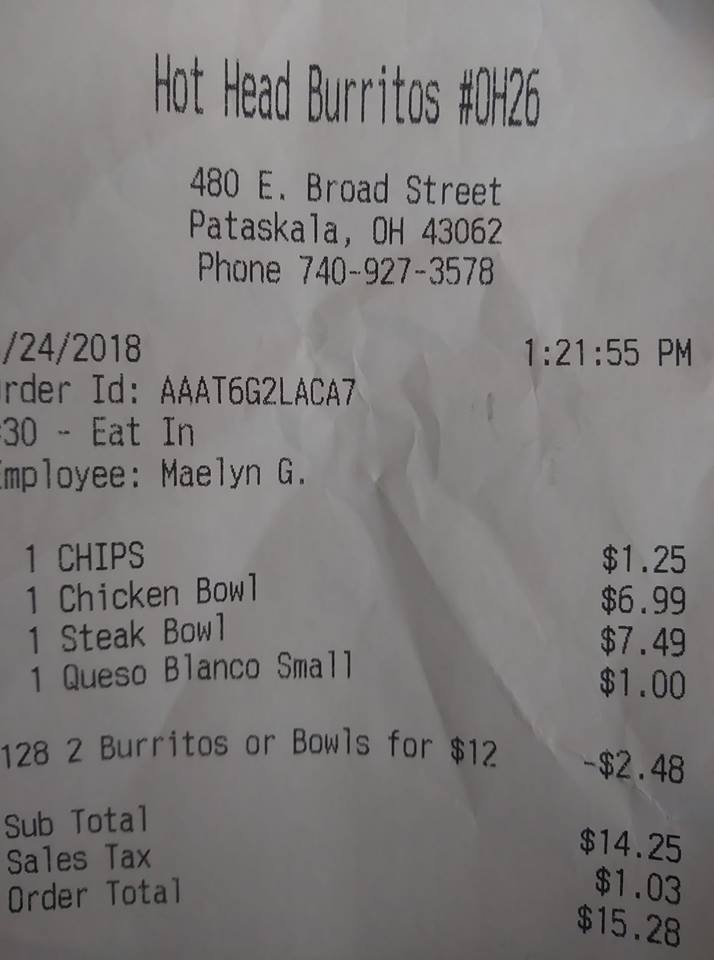 Hot Head Burritos #OH26
480 E. Broad Street
Pataskala, OH 43062
Phone 740-927-3578
/24/2018 1:21:55 PM
rder Id: AAAT6G2LACA7
30 - Eat In
mployee: Maelyn G.
1 CHIPS $1.25
1 Chicken Bowl $6.99
1 Steak Bowl $7.49
1 Queso Blanco Small $1.00
128 2 Burritos or Bowls for $12 -$2.48
Sub Total $14.25
Sales Tax $1.03
Order Total $15.28